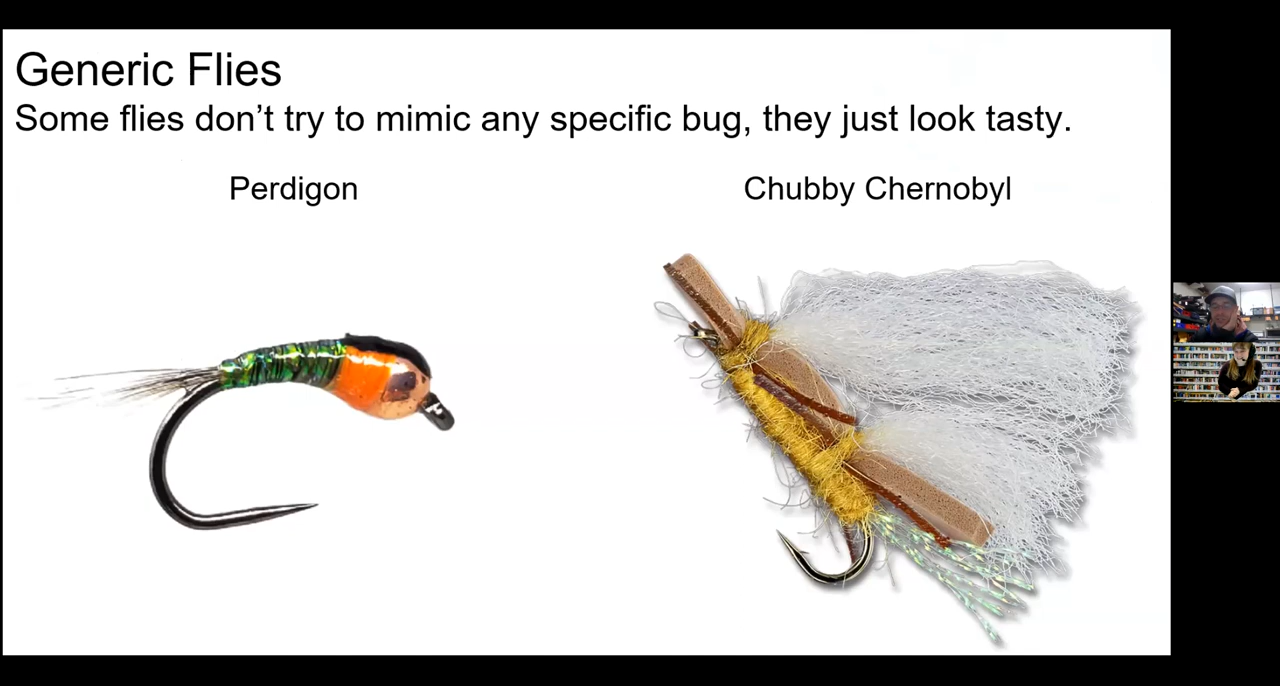 Generic Flies
Some flies don’t try to mimic any specific bug, they just look tasty.
Perdigon
Chubby Chernobyl